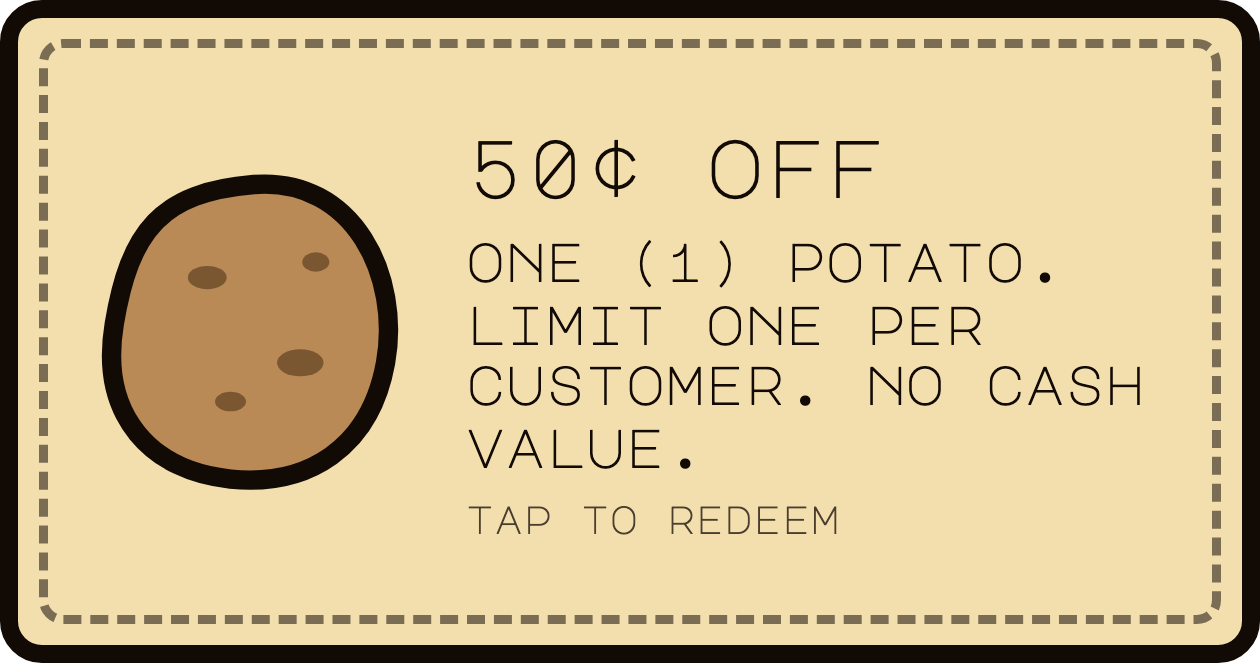 50¢ OFF
ONE (1) POTATO.
LIMIT ONE PER
CUSTOMER. NO CASH
VALUE.
TAP TO REDEEM